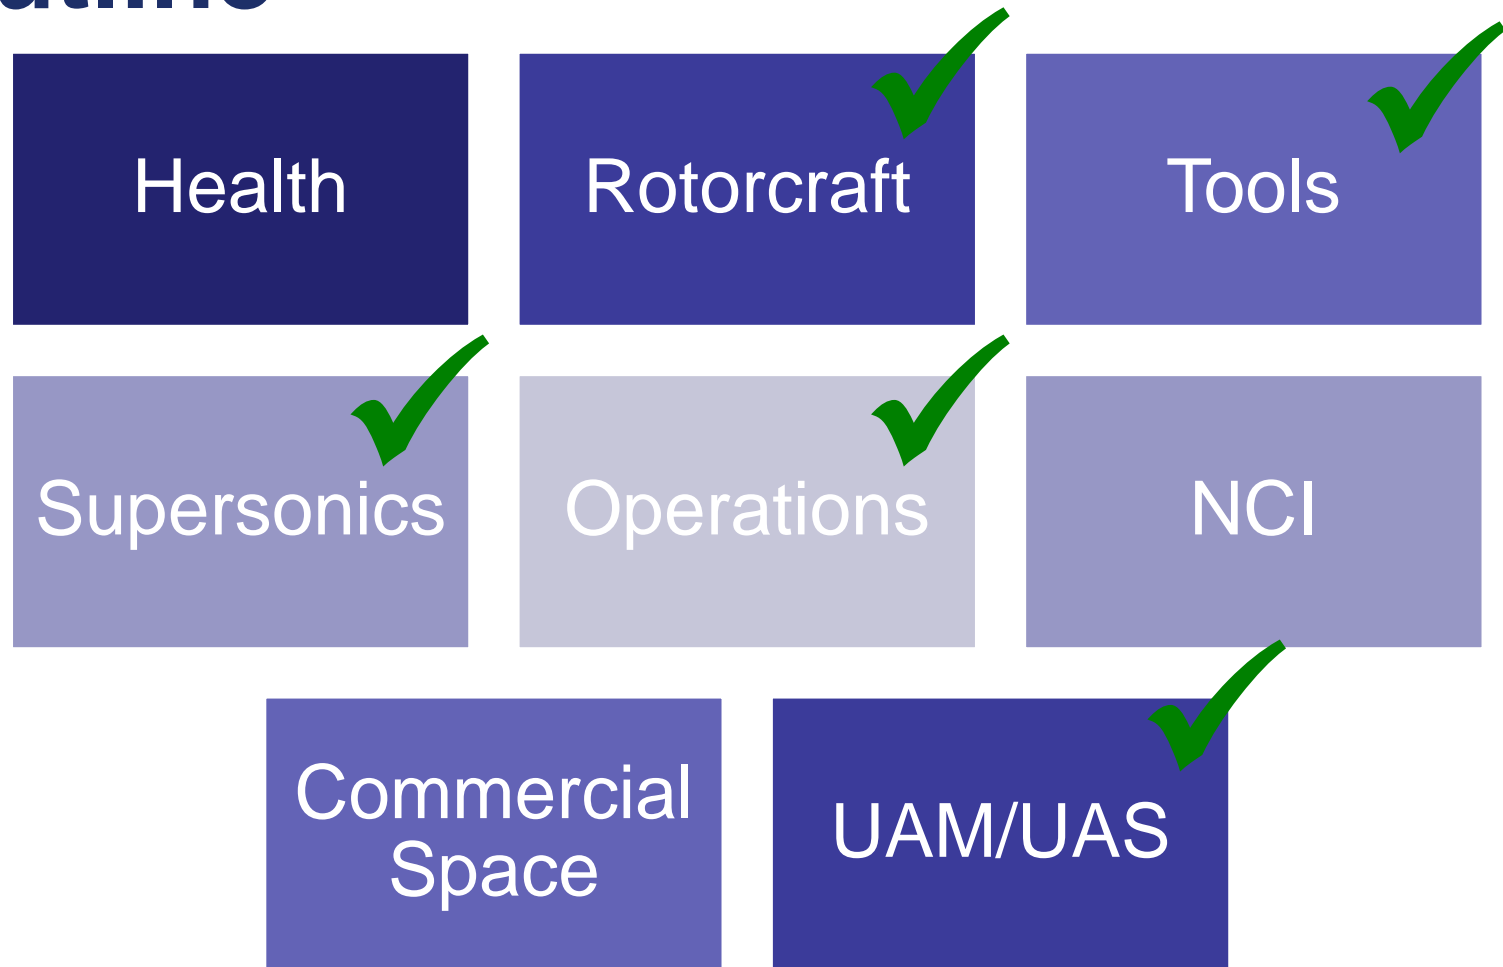 Health
Rotorcraft
Tools
Supersonics
Operations
NCI
Commercial
Space
UAM/UAS